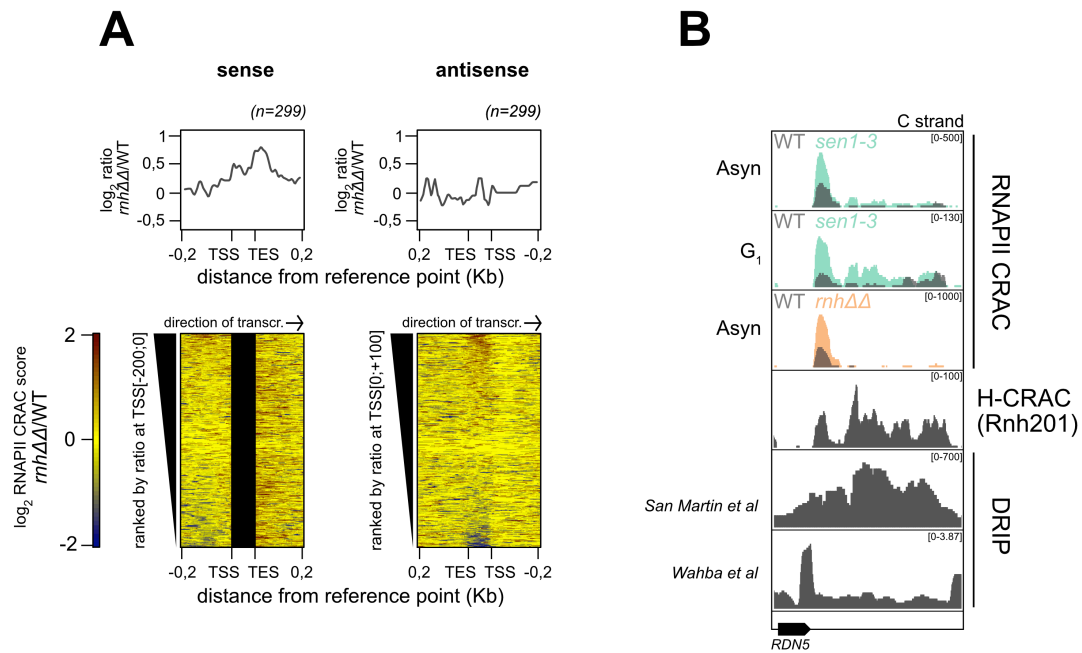 A
sense
antisense
(n=299)
(n=299)
log2 ratio
rnhΔΔ/WT
1
0,5
0
-0,5
-0,2 TSS TES 0,2
log2 ratio
rnhΔΔ/WT
1
0,5
0
-0,5
0,2 TES TSS -0,2
distance from reference point (Kb)
direction of transcr.
direction of transcr.
log2 RNAPII CRAC score
rnhΔΔ/WT
2
0
-2
ranked by ratio at TSS[-200;0]
ranked by ratio at TSS[0;+100]
-0,2 TSS TES 0,2
0,2 TES TSS -0,2
distance from reference point (Kb)
B
C strand
Asyn
WT sen1-3
[0-500]
G1
WT sen1-3
[0-130]
Asyn
WT rnhΔΔ
[0-1000]
RNAPII CRAC
[0-100]
H-CRAC
(Rnh201)
San Martin et al
[0-700]
Wahba et al
[0-3.87]
DRIP
RDN5